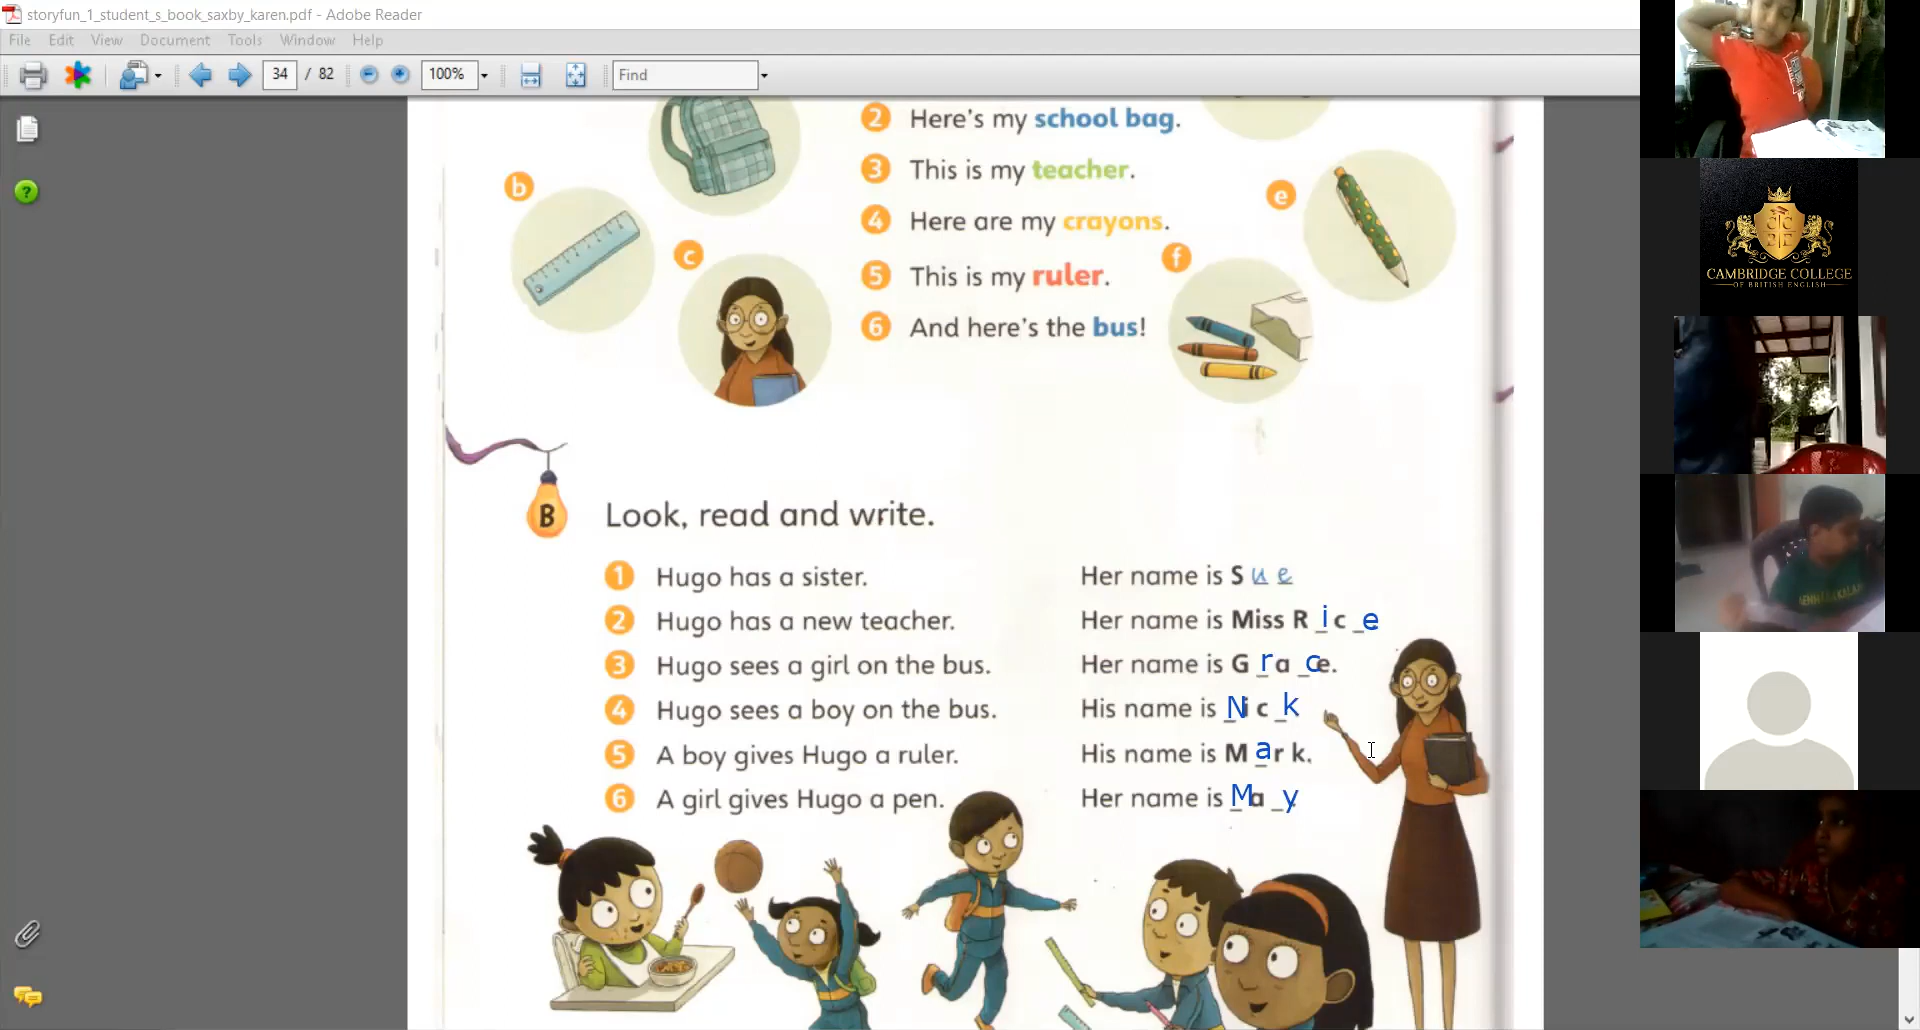 storyfun_1_student_s_book_saxby_karen.pdf - Adobe Reader
File Edit View Document Tools Window Help
34 / 82 100% Find
2 Here's my school bag.
3 This is my teacher.
4 Here are my crayons.
5 This is my ruler.
6 And here's the bus!
b
c
e
f
B Look, read and write.
1 Hugo has a sister. Her name is S u e
2 Hugo has a new teacher. Her name is Miss R i c e
3 Hugo sees a girl on the bus. Her name is G r a c e.
4 Hugo sees a boy on the bus. His name is N i c k
5 A boy gives Hugo a ruler. His name is M a r k.
6 A girl gives Hugo a pen. Her name is M a y
CAMBRIDGE COLLEGE
OF BRITISH ENGLISH